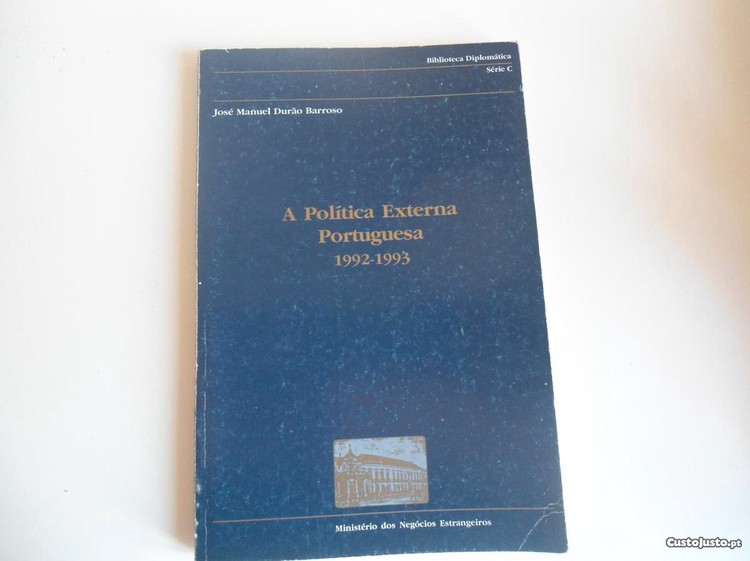 Biblioteca Diplomática
Série C
José Manuel Durão Barroso
A Política Externa
Portuguesa
1992-1993
Ministério dos Negócios Estrangeiros
CustoJusto.pt